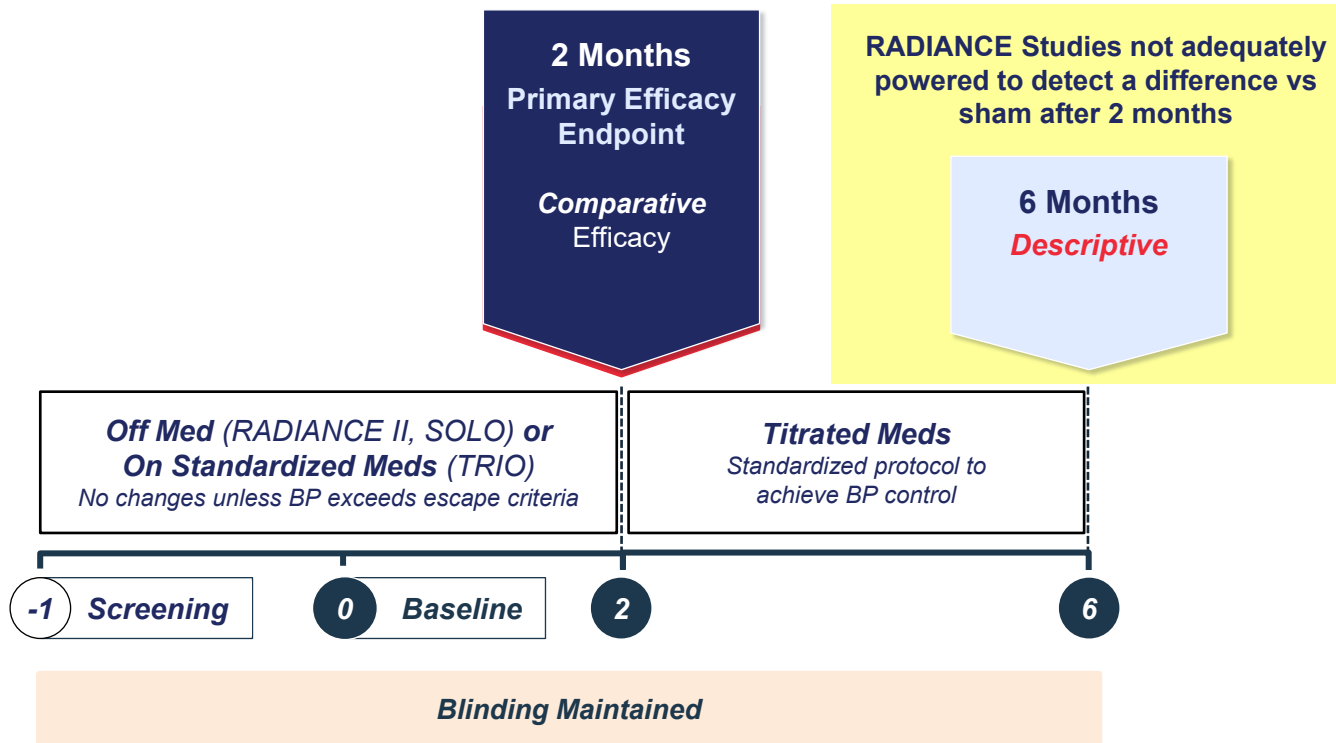 2 Months
Primary Efficacy
Endpoint
Comparative
Efficacy
RADIANCE Studies not adequately
powered to detect a difference vs
sham after 2 months
6 Months
Descriptive
Off Med (RADIANCE II, SOLO) or
On Standardized Meds (TRIO)
No changes unless BP exceeds escape criteria
Titrated Meds
Standardized protocol to
achieve BP control
-1 Screening
0 Baseline
2
6
Blinding Maintained